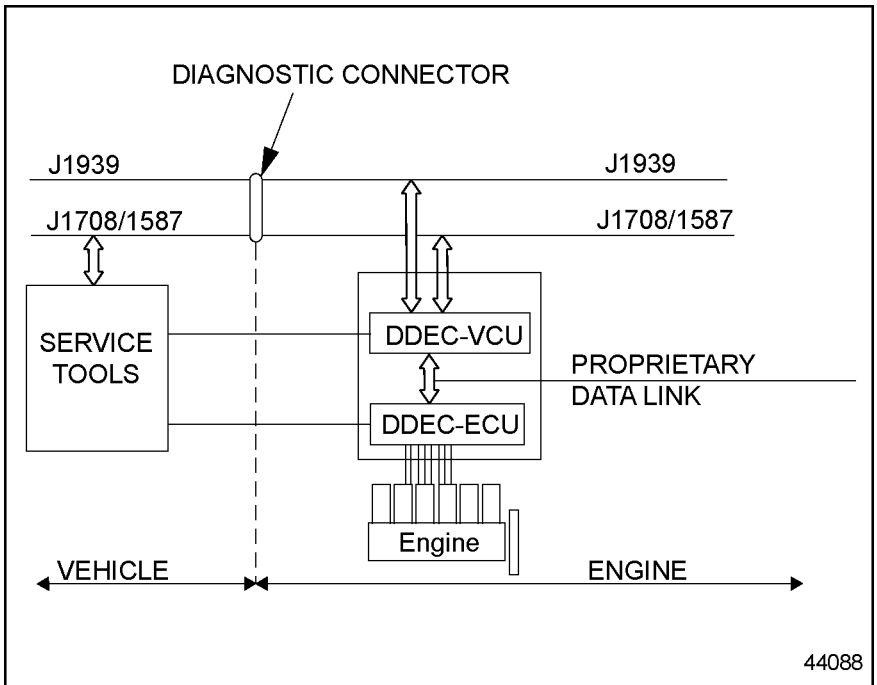 DIAGNOSTIC CONNECTOR
J1939
J1939
J1708/1587
J1708/1587
SERVICE
TOOLS
DDEC-VCU
PROPRIETARY
DATA LINK
DDEC-ECU
Engine
VEHICLE
ENGINE
44088